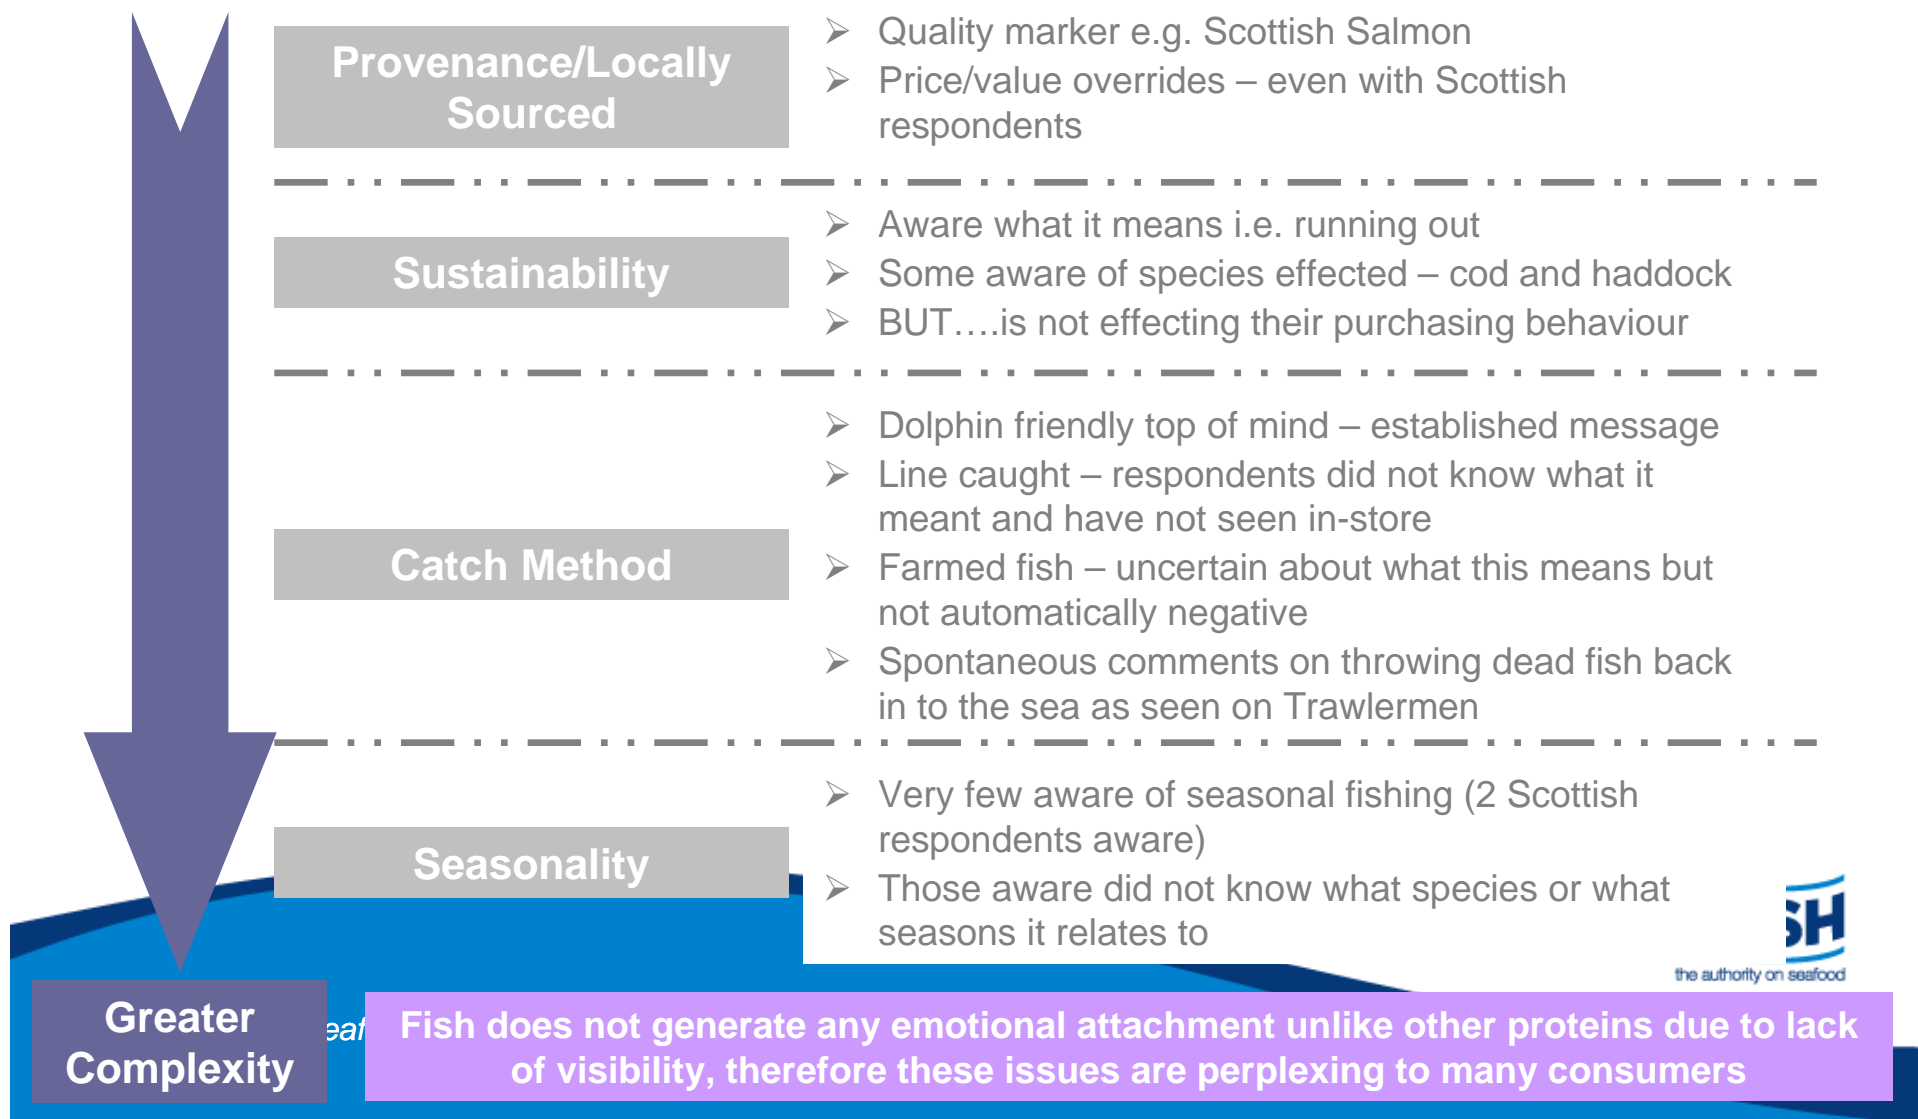 Provenance/Locally
Sourced
➢ Quality marker e.g. Scottish Salmon
➢ Price/value overrides – even with Scottish
respondents
Sustainability
➢ Aware what it means i.e. running out
➢ Some aware of species effected – cod and haddock
➢ BUT….is not effecting their purchasing behaviour
Catch Method
➢ Dolphin friendly top of mind – established message
➢ Line caught – respondents did not know what it
meant and have not seen in-store
➢ Farmed fish – uncertain about what this means but
not automatically negative
➢ Spontaneous comments on throwing dead fish back
in to the sea as seen on Trawlermen
Seasonality
➢ Very few aware of seasonal fishing (2 Scottish
respondents aware)
➢ Those aware did not know what species or what
seasons it relates to
SH
the authority on seafood
Greater
Complexity
eaf
Fish does not generate any emotional attachment unlike other proteins due to lack
of visibility, therefore these issues are perplexing to many consumers